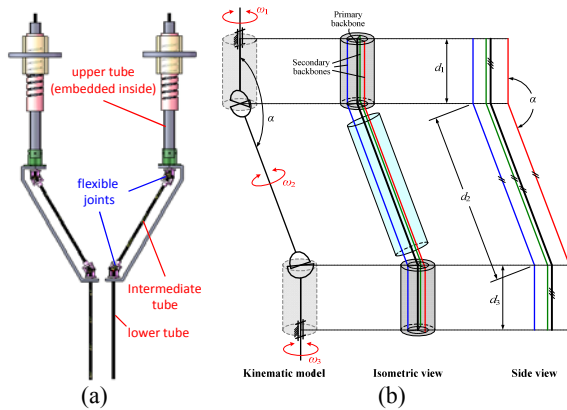 upper tube
(embedded inside)
flexible
joints
Intermediate
tube
lower tube
(a)
ω1
Primary
backbone
Secondary
backbones
d1
α
α
ω2
d2
d3
ω3
Kinematic model
Isometric view
Side view
(b)